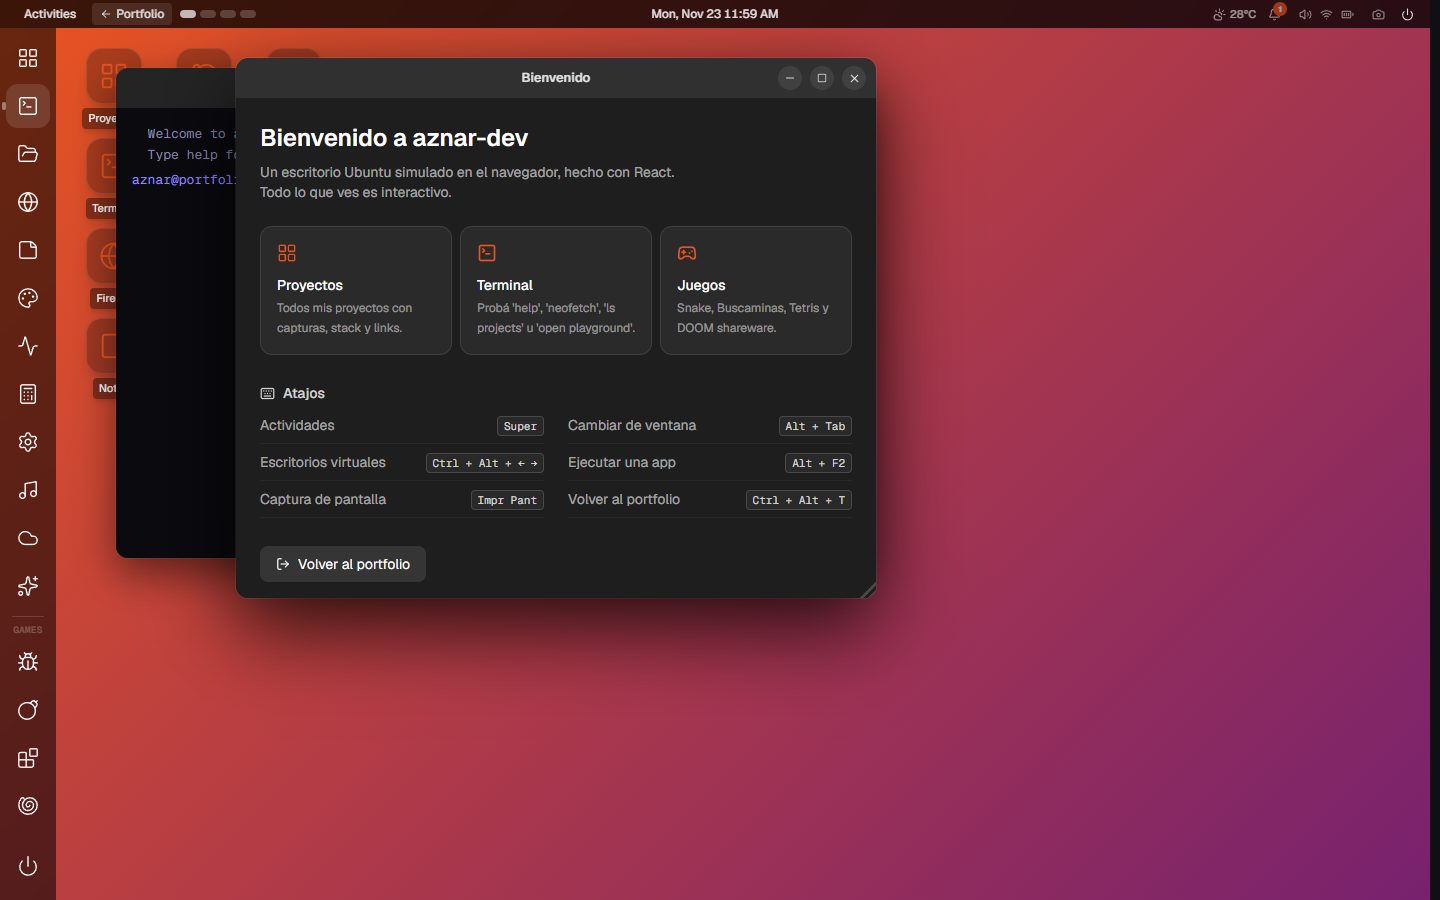 Activities
Portfolio
Mon, Nov 23 11:59 AM
28°C
1
Welcome to
Type help
aznar@portfol
Bienvenido
Bienvenido a aznar-dev
Un escritorio Ubuntu simulado en el navegador, hecho con React.
Todo lo que ves es interactivo.
Proyectos
Todos mis proyectos con
capturas, stack y links.
Terminal
Probá 'help', 'neofetch', 'ls
projects' u 'open playground'.
Juegos
Snake, Buscaminas, Tetris y
DOOM shareware.
Atajos
Actividades
Super
Cambiar de ventana
Alt + Tab
Escritorios virtuales
Ctrl + Alt + ← →
Ejecutar una app
Alt + F2
Captura de pantalla
Impr Pant
Volver al portfolio
Ctrl + Alt + T
Volver al portfolio
Proye
Term
Fire
Not
GAMES